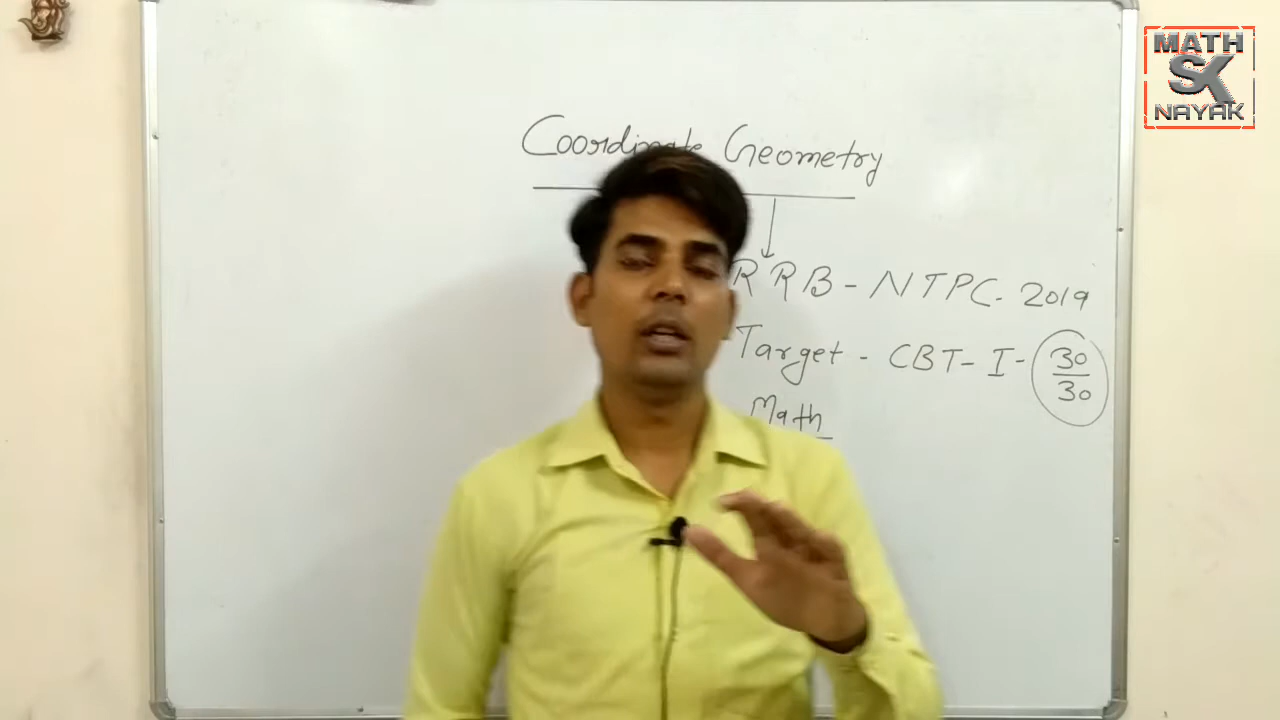 MATH
SK
NAYAK
Coordinate Geometry
RRB - NTPC. 2019
Target - CBT - I - 30/30
Math